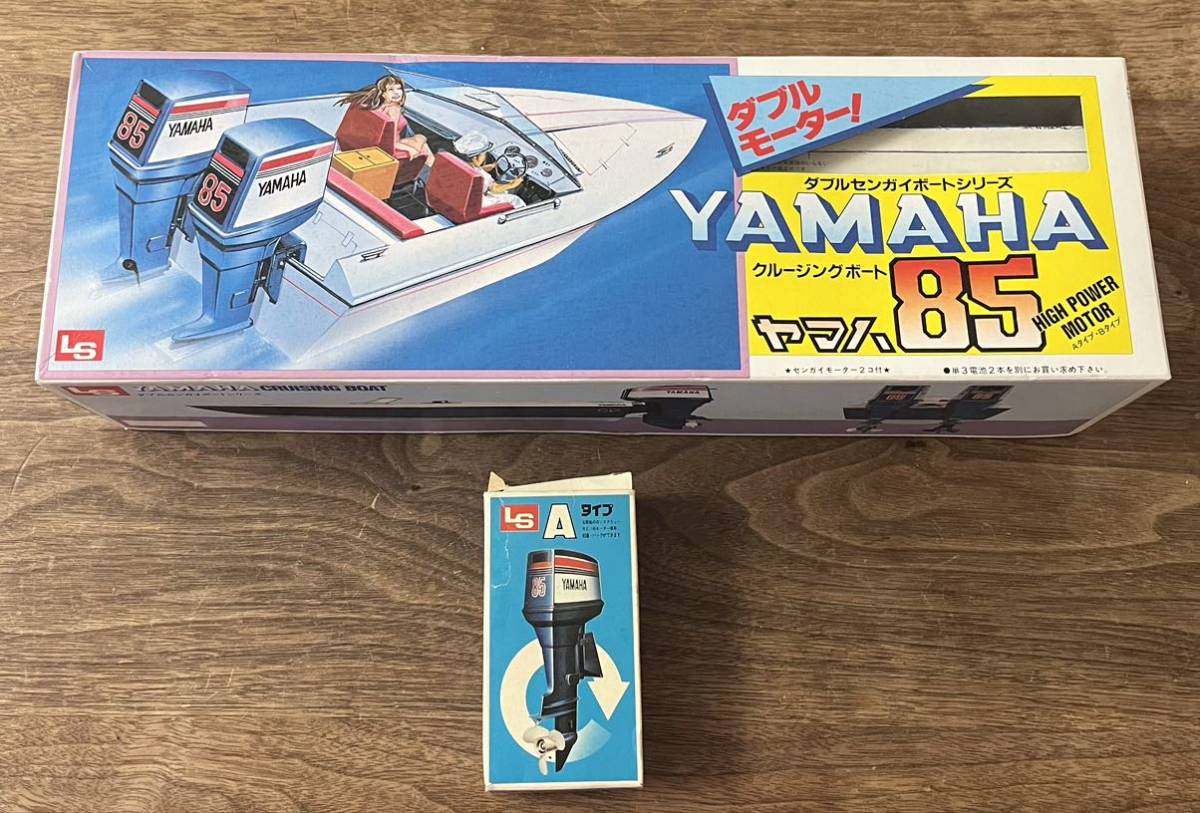 85
YAMAHA
85
YAMAHA
LS
ダブル
モーター!
ダブルセンガイボートシリーズ
YAMAHA
クルージングボート
ヤマハ 85
HIGH POWER
MOTOR
Aタイプ・Bタイプ
★センガイモーター2コ付★
●単3電池2本を別にお買い求め下さい。
LS
YAMAHA CRUISING BOAT
ダブルセンガイボートシリーズ
85
85
LS
A タイプ
85
YAMAHA